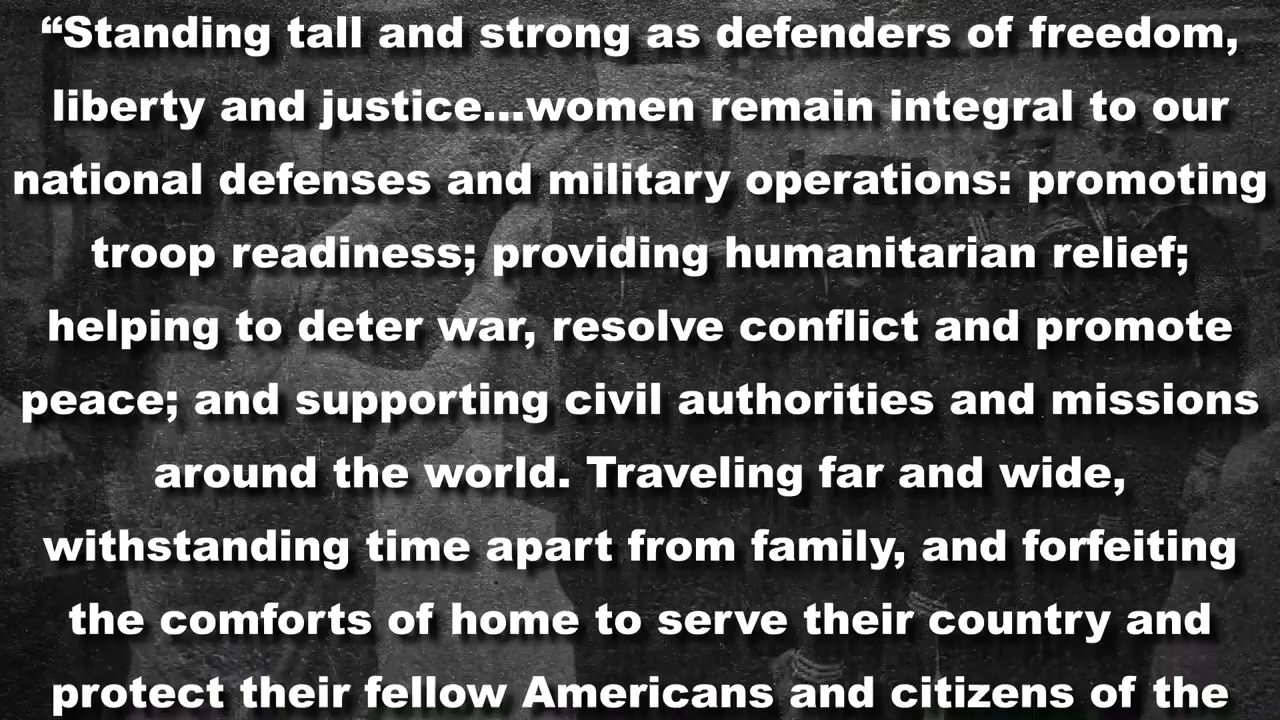 “Standing tall and strong as defenders of freedom,
liberty and justice...women remain integral to our
national defenses and military operations: promoting
troop readiness; providing humanitarian relief;
helping to deter war, resolve conflict and promote
peace; and supporting civil authorities and missions
around the world. Traveling far and wide,
withstanding time apart from family, and forfeiting
the comforts of home to serve their country and
protect their fellow Americans and citizens of the